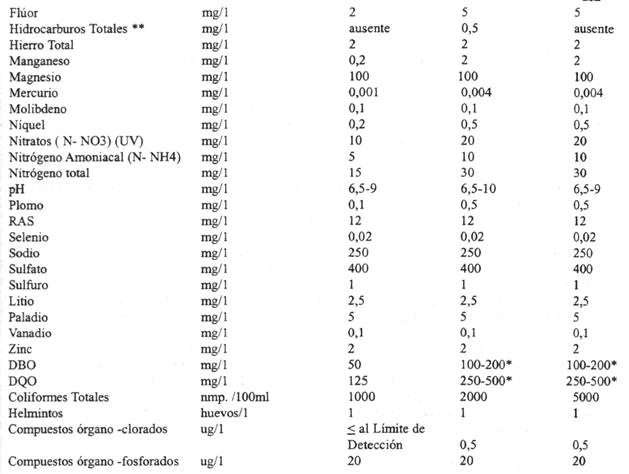 Flúor mg/l 2 5 5
Hidrocarburos Totales ** mg/l ausente 0,5 ausente
Hierro Total mg/l 2 2 2
Manganeso mg/l 0,2 2 2
Magnesio mg/l 100 100 100
Mercurio mg/l 0,001 0,004 0,004
Molibdeno mg/l 0,1 0,1 0,1
Níquel mg/l 0,2 0,5 0,5
Nitratos ( N- NO3) (UV) mg/l 10 20 20
Nitrógeno Amoniacal (N- NH4) mg/l 5 10 10
Nitrógeno total mg/l 15 30 30
pH mg/l 6,5-9 6,5-10 6,5-9
Plomo mg/l 0,1 0,5 0,5
RAS mg/l 12 12 12
Selenio mg/l 0,02 0,02 0,02
Sodio mg/l 250 250 250
Sulfato mg/l 400 400 400
Sulfuro mg/l 1 1 1
Litio mg/l 2,5 2,5 2,5
Paladio mg/l 5 5 5
Vanadio mg/l 0,1 0,1 0,1
Zinc mg/l 2 2 2
DBO mg/l 50 100-200* 100-200*
DQO mg/l 125 250-500* 250-500*
Coliformes Totales nmp. /100ml 1000 2000 5000
Helmintos huevos/l 1 1 1
Compuestos órgano -clorados ug/l ≤ al Límite de
Detección 0,5 0,5
Compuestos órgano -fosforados ug/l 20 20 20